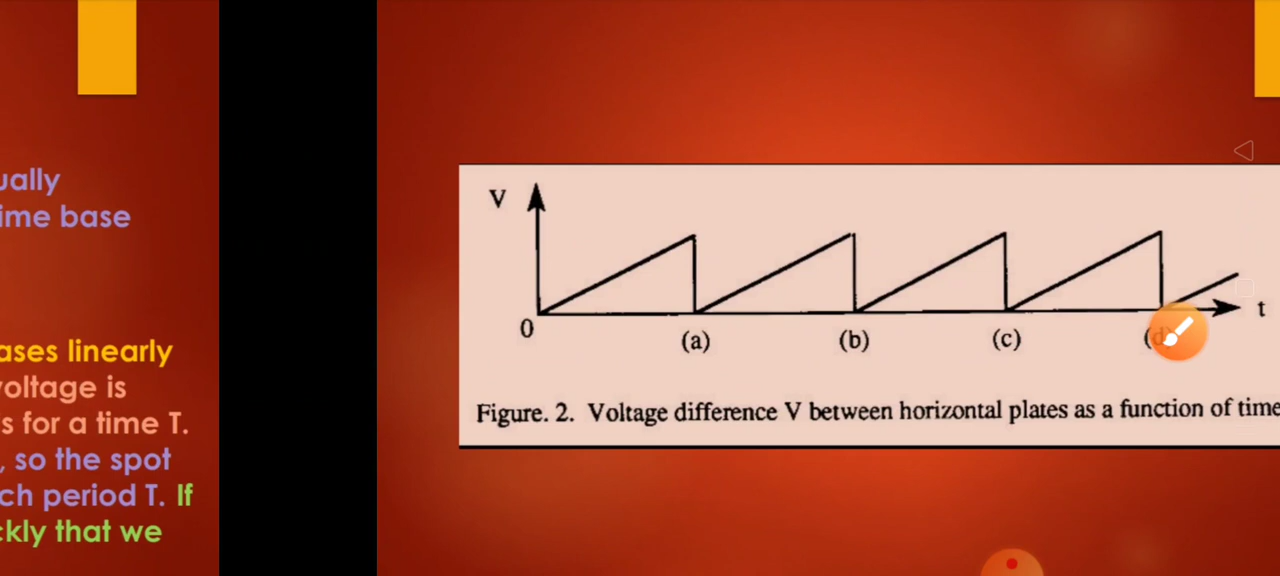 ually
ime base
ases linearly
voltage is
s for a time T.
, so the spot
ch period T. If
ckly that we
V
0
(a)
(b)
(c)
t
Figure. 2. Voltage difference V between horizontal plates as a function of time